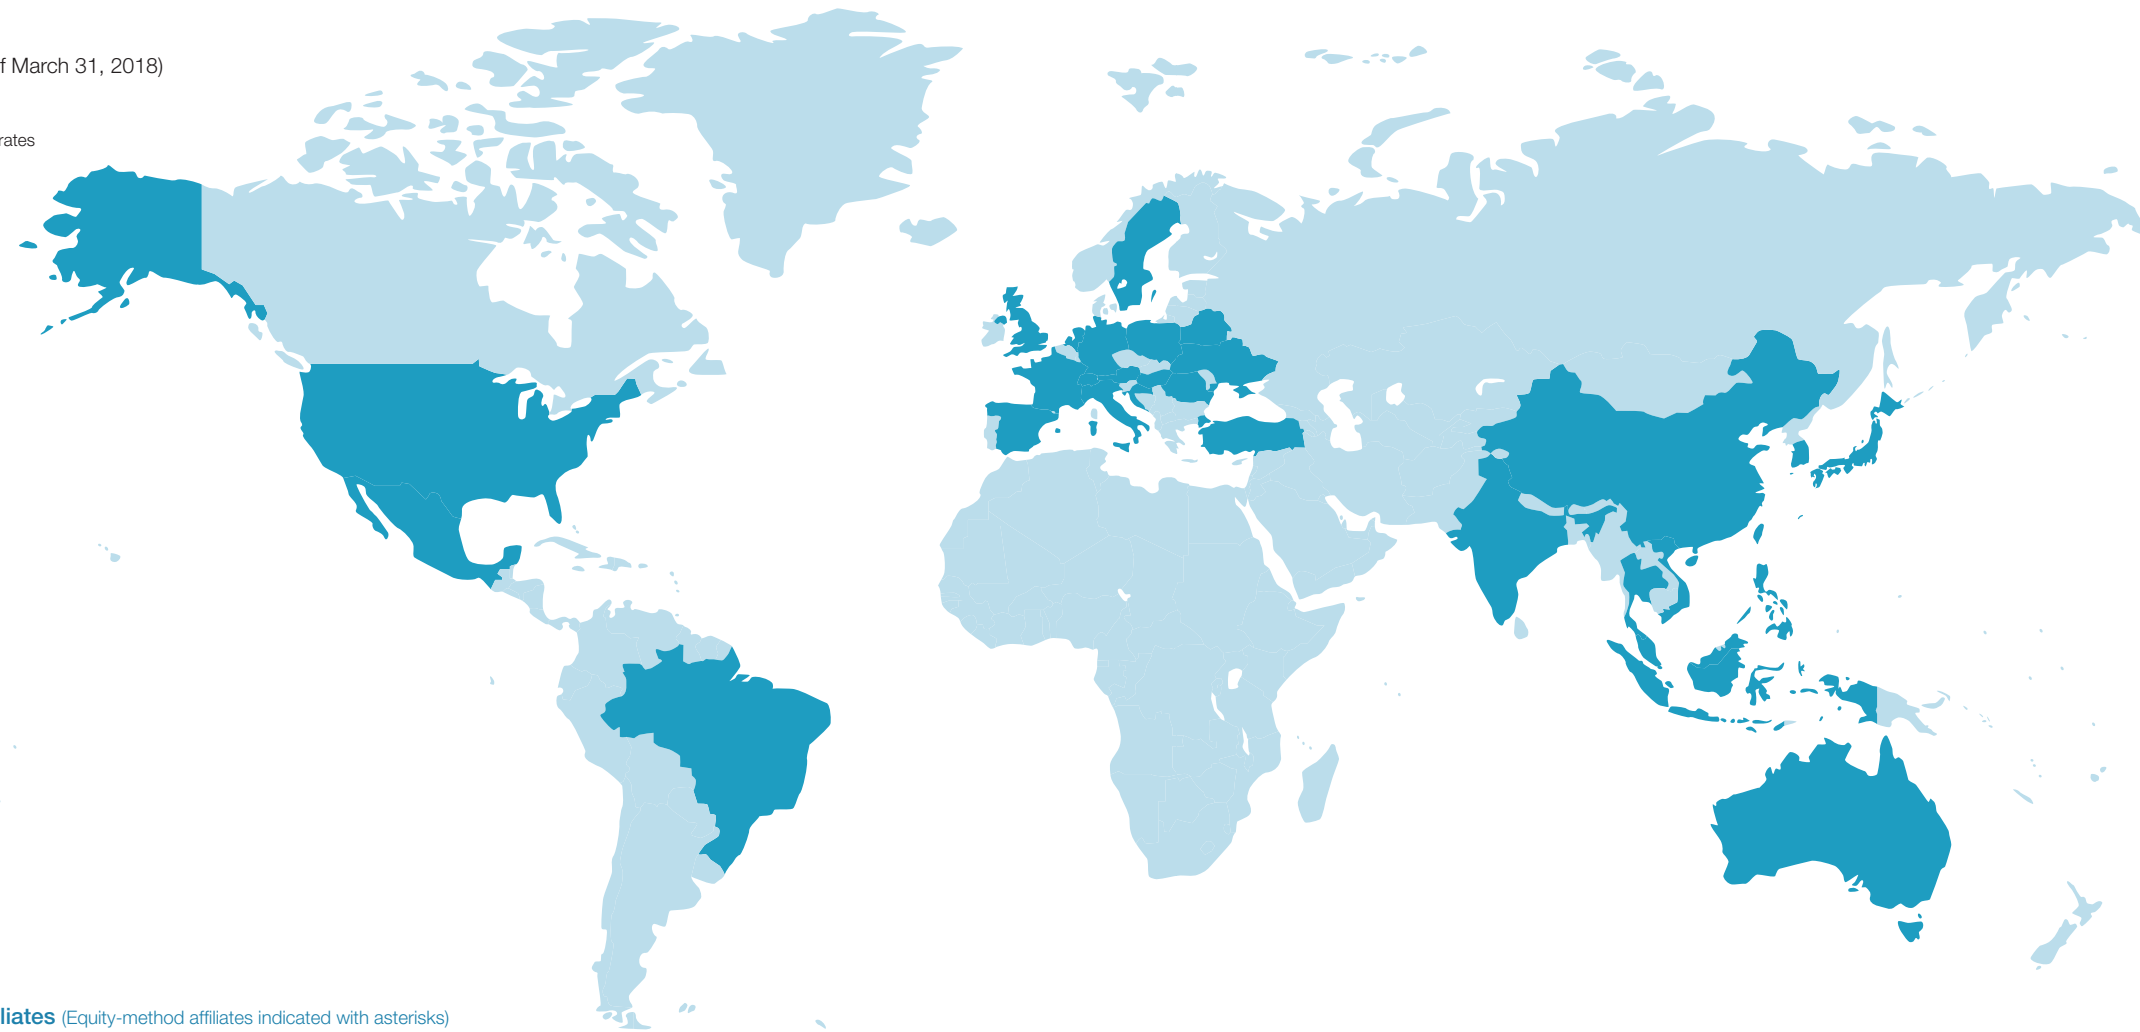 f March 31, 2018)
rates
liates (Equity-method affiliates indicated with asterisks)